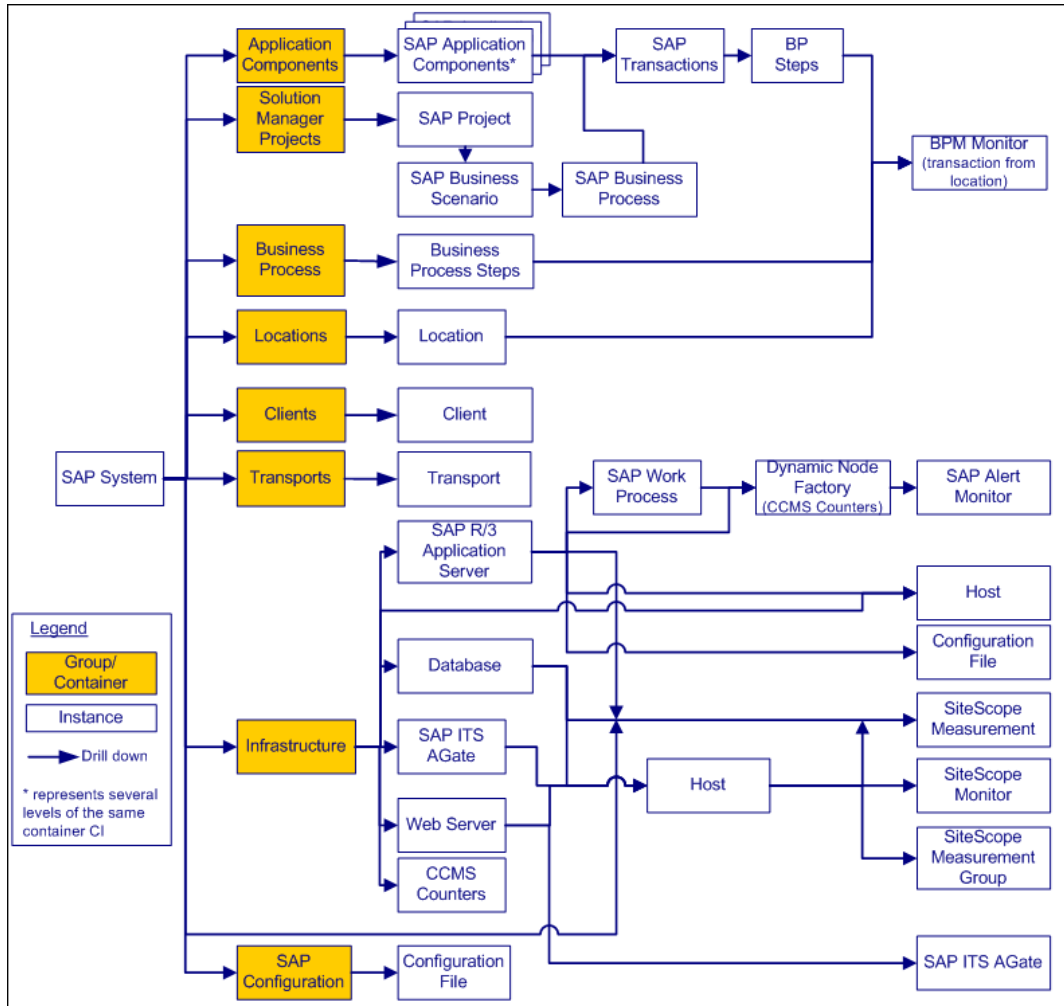 Application
Components
SAP Application
Components*
SAP
Transactions
BP
Steps
Solution
Manager
Projects
SAP Project
BPM Monitor
(transaction from
location)
SAP Business
Scenario
SAP Business
Process
Business
Process
Business
Process Steps
Locations
Location
Clients
Client
SAP System
Transports
Transport
SAP Work
Process
Dynamic Node
Factory
(CCMS Counters)
SAP Alert
Monitor
SAP R/3
Application
Server
Host
Configuration
File
Database
SiteScope
Measurement
Infrastructure
SAP ITS
AGate
Host
SiteScope
Monitor
Web Server
SiteScope
Measurement
Group
CCMS
Counters
SAP ITS AGate
SAP
Configuration
Configuration
File
Legend
Group/
Container
Instance
Drill down
* represents several
levels of the same
container CI